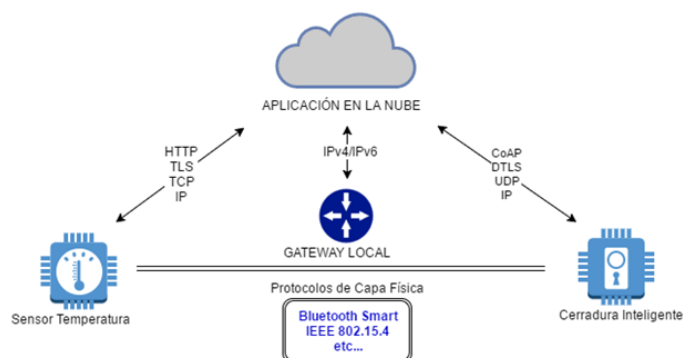 APLICACIÓN EN LA NUBE
HTTP
TLS
TCP
IP
IPv4/IPv6
CoAP
DTLS
UDP
IP
GATEWAY LOCAL
Sensor Temperatura
Protocolos de Capa Física
Bluetooth Smart
IEEE 802.15.4
etc...
Cerradura Inteligente